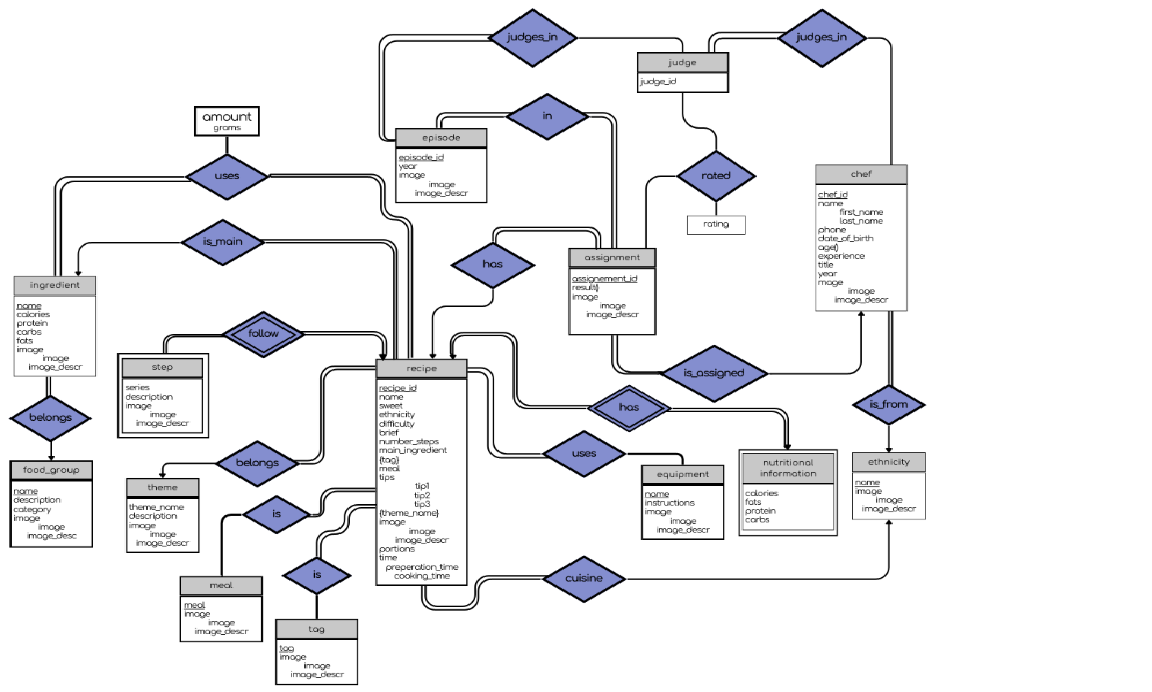 judges_in
judges_in
judge
judge_id
amount
grams
in
episode
episode_id
year
image
image
image_descr
uses
rated
rating
chef
chef_id
name
first_name
last_name
phone
date_of_birth
age()
experience
title
year
mage
image
image_descr
is_main
has
assignment
assignement_id
result()
image
image
image_descr
ingredient
name
calories
protein
carbs
fats
image
image
image_descr
follow
step
series
description
image
image
image_descr
is_assigned
recipe
recipe_id
name
sweet
ethnicity
difficulty
brief
number_steps
main_ingredient
{tag}
meal
tips
tip1
tip2
tip3
{theme_name}
image
image
image_descr
portions
time
preperation_time
cooking_time
has
is_from
belongs
belongs
uses
food_group
name
description
category
image
image
image_desc
theme
theme_name
description
image
image
image_descr
equipment
name
instructions
image
image
image_descr
nutritional
information
calories
fats
protein
carbs
ethnicity
name
image
image
image_descr
is
is
cuisine
meal
meal
image
image
image_descr
tag
tag
image
image
image_descr